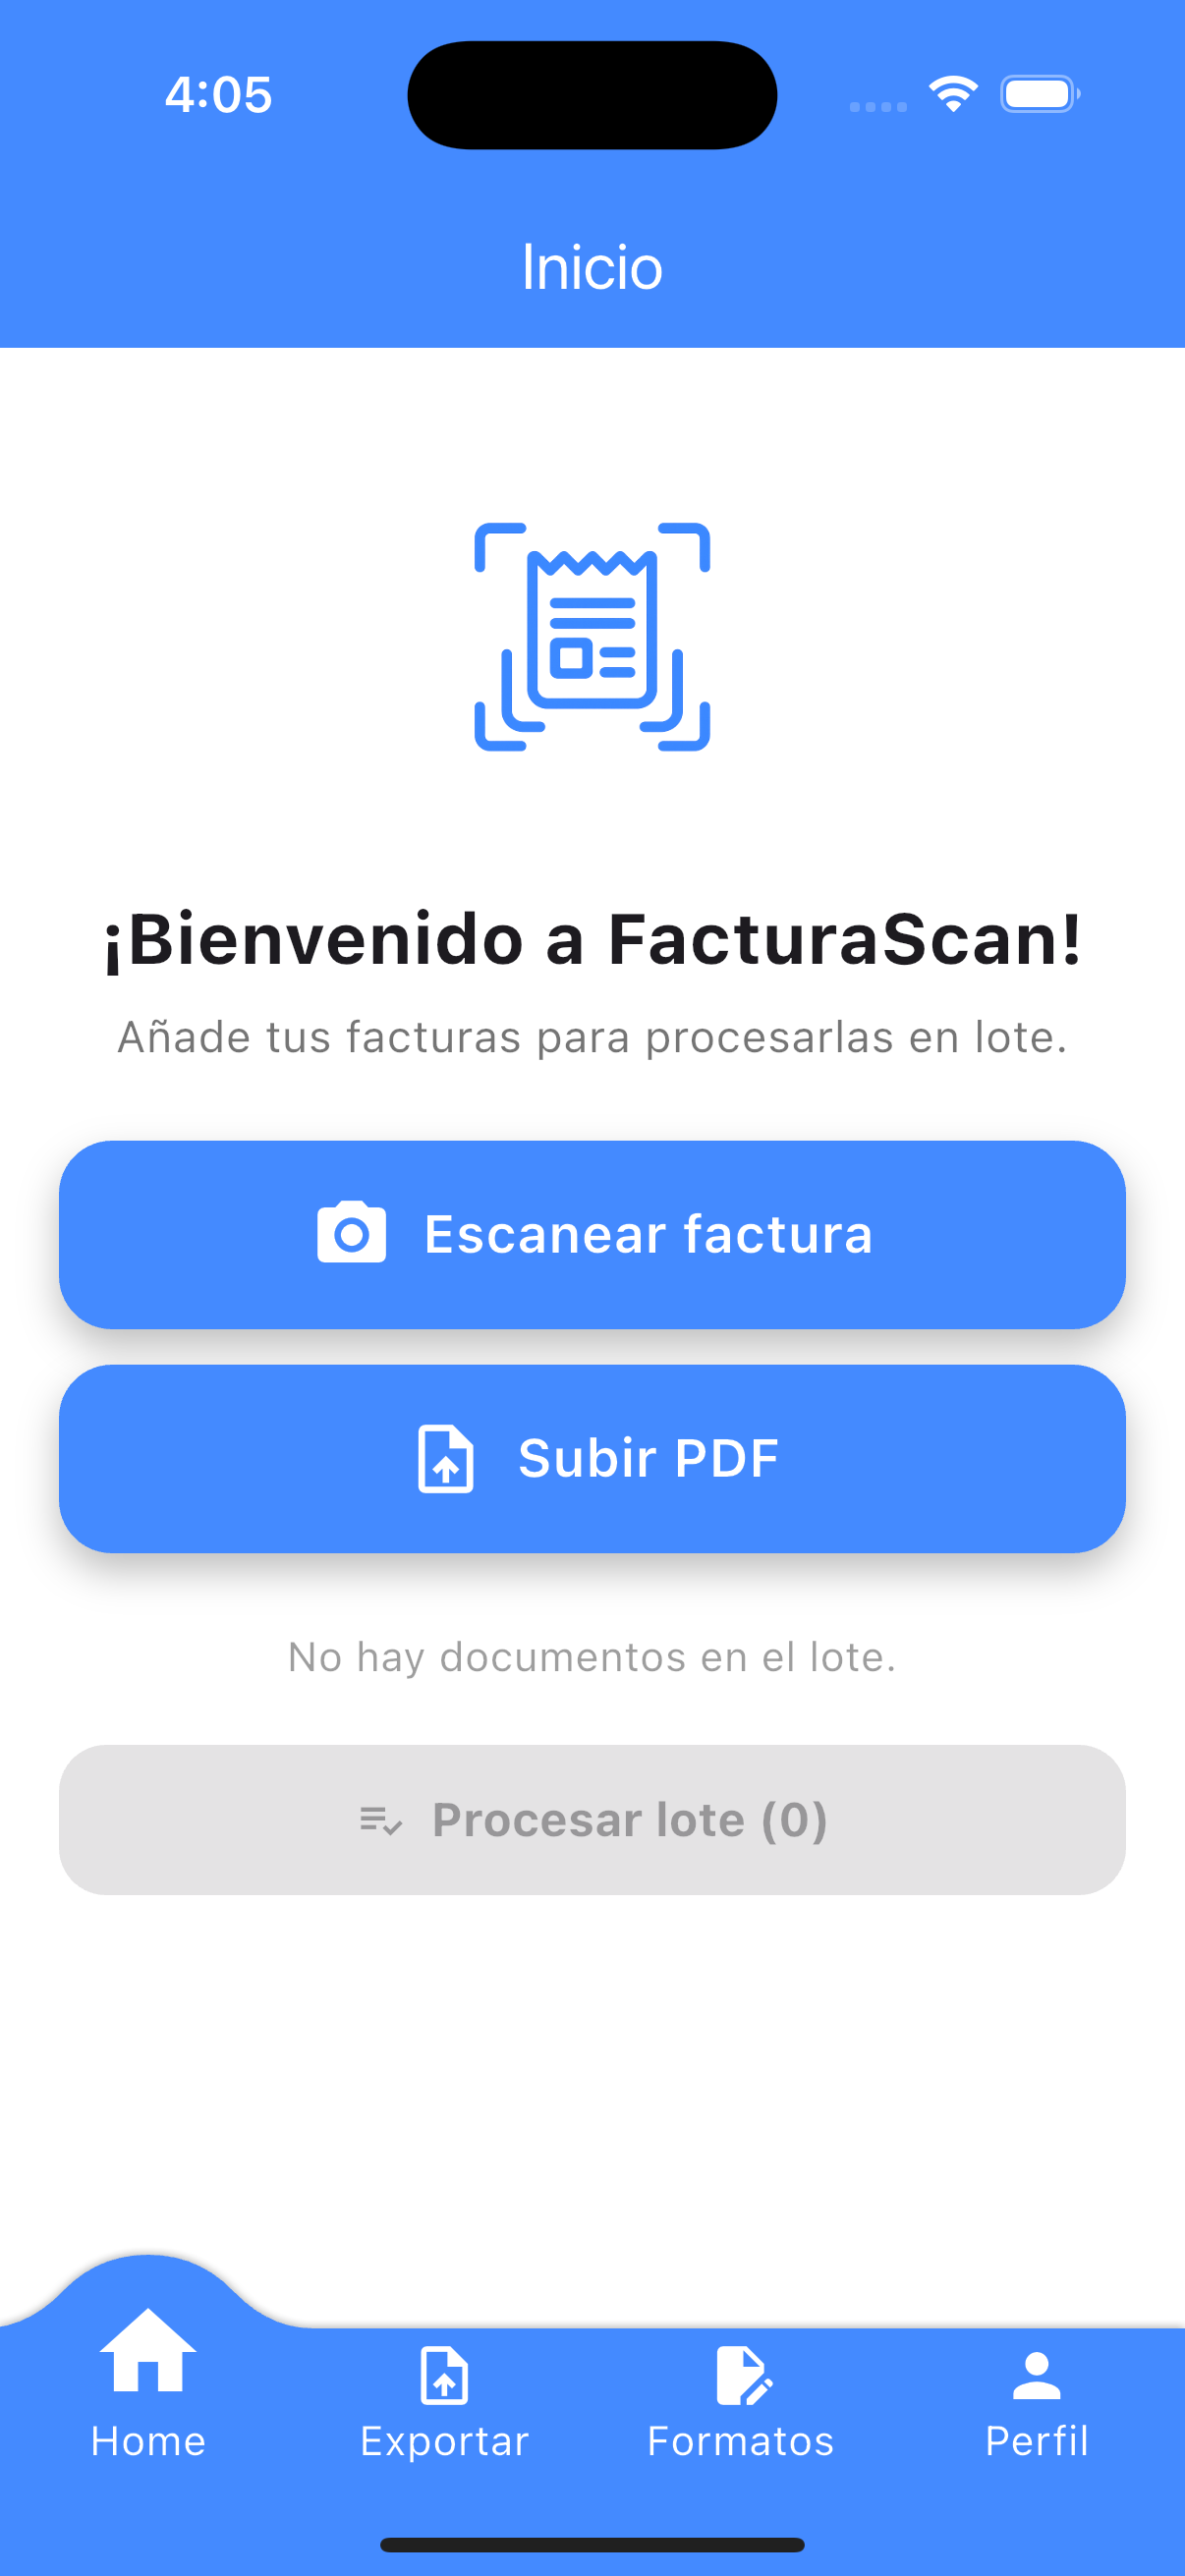 4:05
Inicio
¡Bienvenido a FacturaScan!
Añade tus facturas para procesarlas en lote.
Escanear factura
Subir PDF
No hay documentos en el lote.
Procesar lote (0)
Home
Exportar
Formatos
Perfil